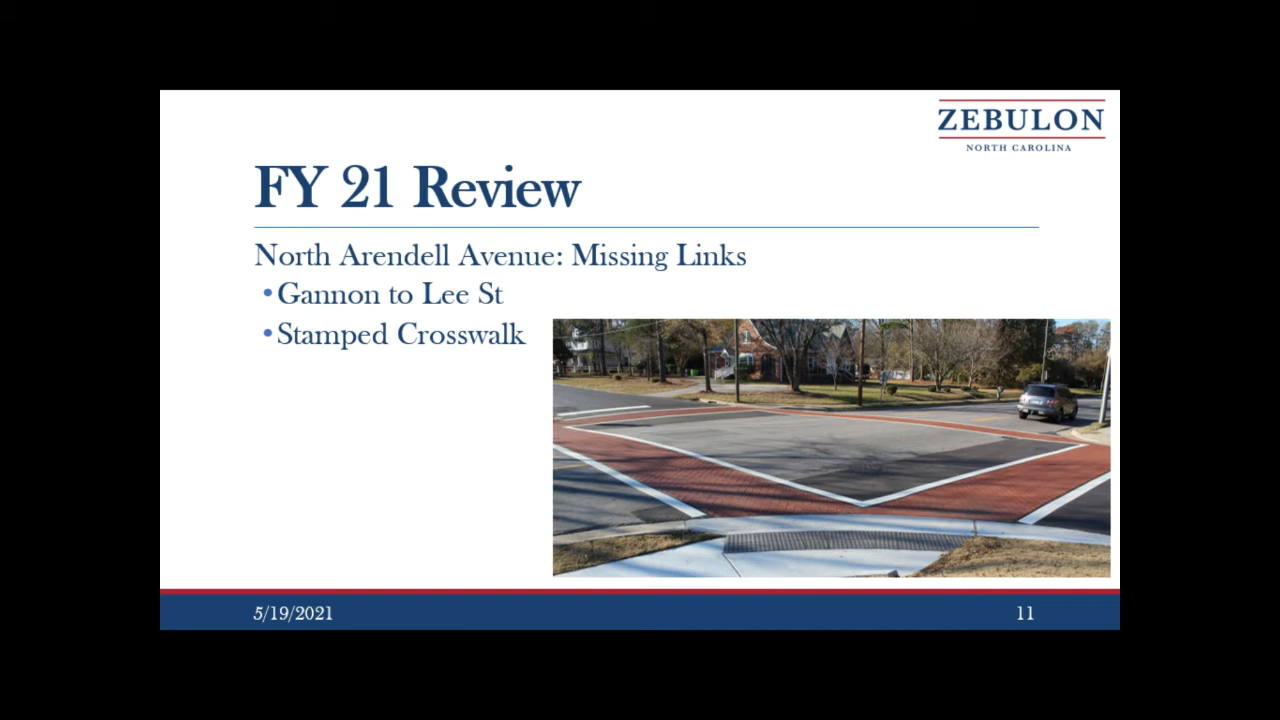 ZEBULON
NORTH CAROLINA
FY 21 Review
North Arendell Avenue: Missing Links
•Gannon to Lee St
•Stamped Crosswalk
5/19/2021
11